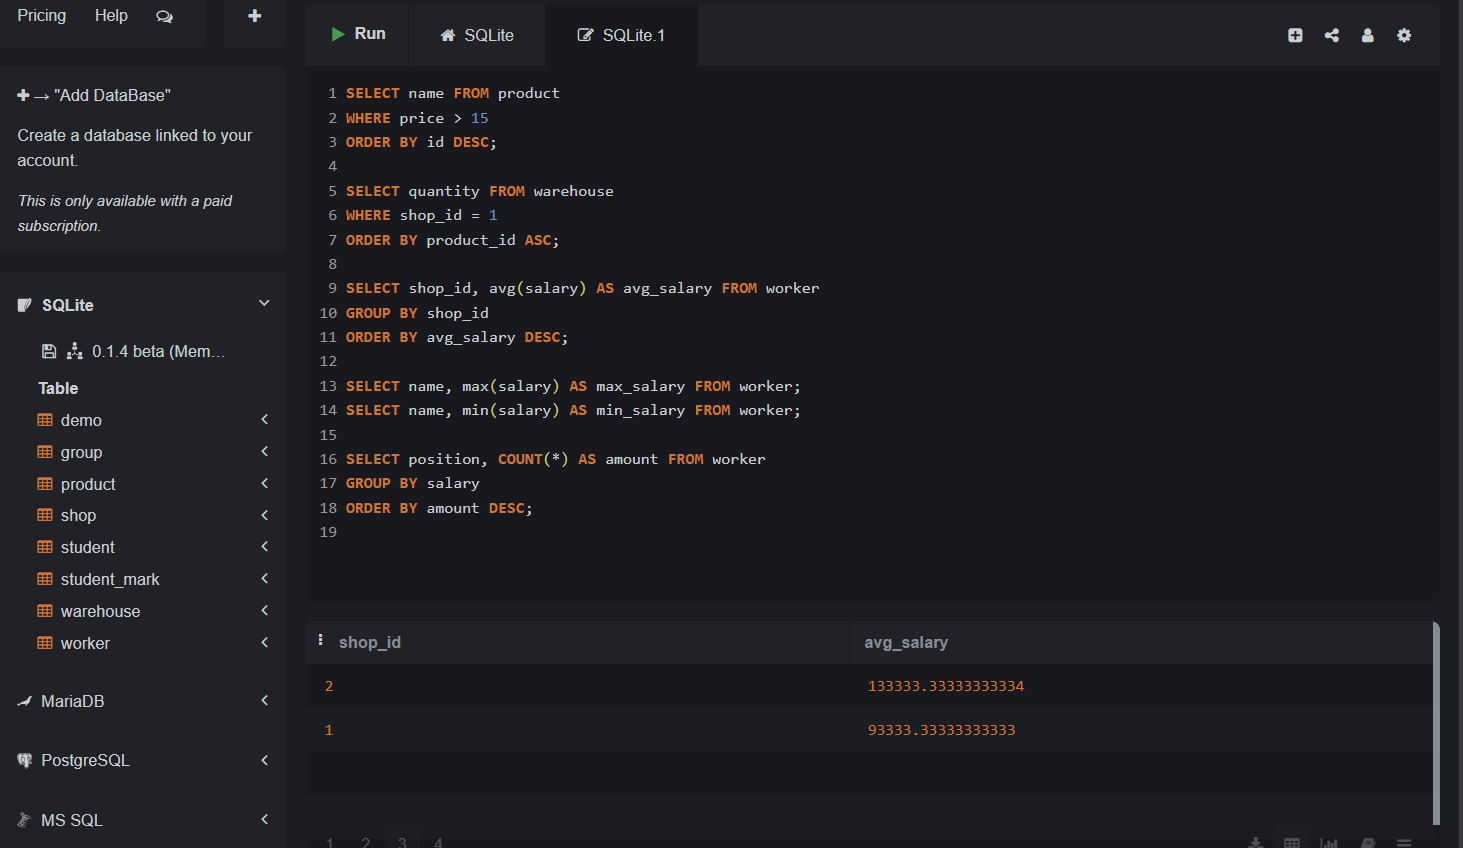 Pricing Help
Run SQLite SQLite.1
→ "Add DataBase"
Create a database linked to your
account.
This is only available with a paid
subscription.
SQLite
0.1.4 beta (Mem...
Table
demo
group
product
shop
student
student_mark
warehouse
worker
MariaDB
PostgreSQL
MS SQL
1 SELECT name FROM product
2 WHERE price > 15
3 ORDER BY id DESC;
4
5 SELECT quantity FROM warehouse
6 WHERE shop_id = 1
7 ORDER BY product_id ASC;
8
9 SELECT shop_id, avg(salary) AS avg_salary FROM worker
10 GROUP BY shop_id
11 ORDER BY avg_salary DESC;
12
13 SELECT name, max(salary) AS max_salary FROM worker;
14 SELECT name, min(salary) AS min_salary FROM worker;
15
16 SELECT position, COUNT(*) AS amount FROM worker
17 GROUP BY salary
18 ORDER BY amount DESC;
19
shop_id avg_salary
2 133333.33333333334
1 93333.33333333333
1 2 3 4